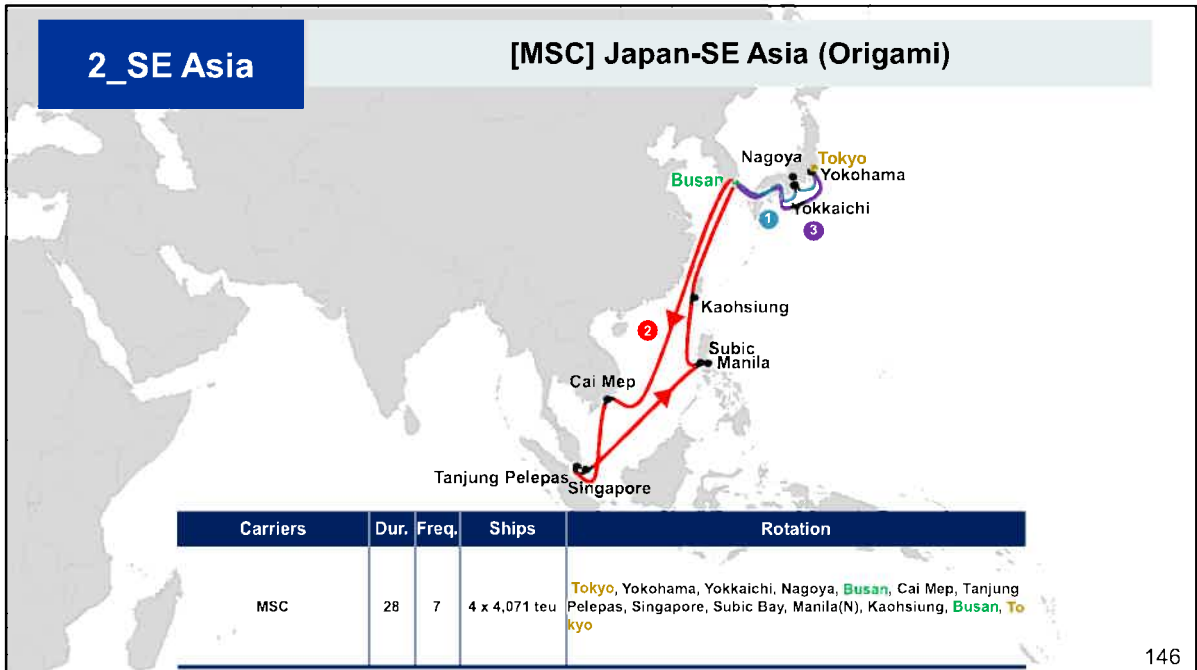 2_SE Asia
[MSC] Japan-SE Asia (Origami)
Nagoya
Tokyo
Yokohama
Busan
Yokkaichi
1
3
Kaohsiung
2
Subic
Manila
Cai Mep
Tanjung Pelepas
Singapore
Carriers Dur. Freq. Ships Rotation
MSC 28 7 4 x 4,071 teu
Tokyo, Yokohama, Yokkaichi, Nagoya, Busan, Cai Mep, Tanjung
Pelepas, Singapore, Subic Bay, Manila(N), Kaohsiung, Busan, To
kyo
146